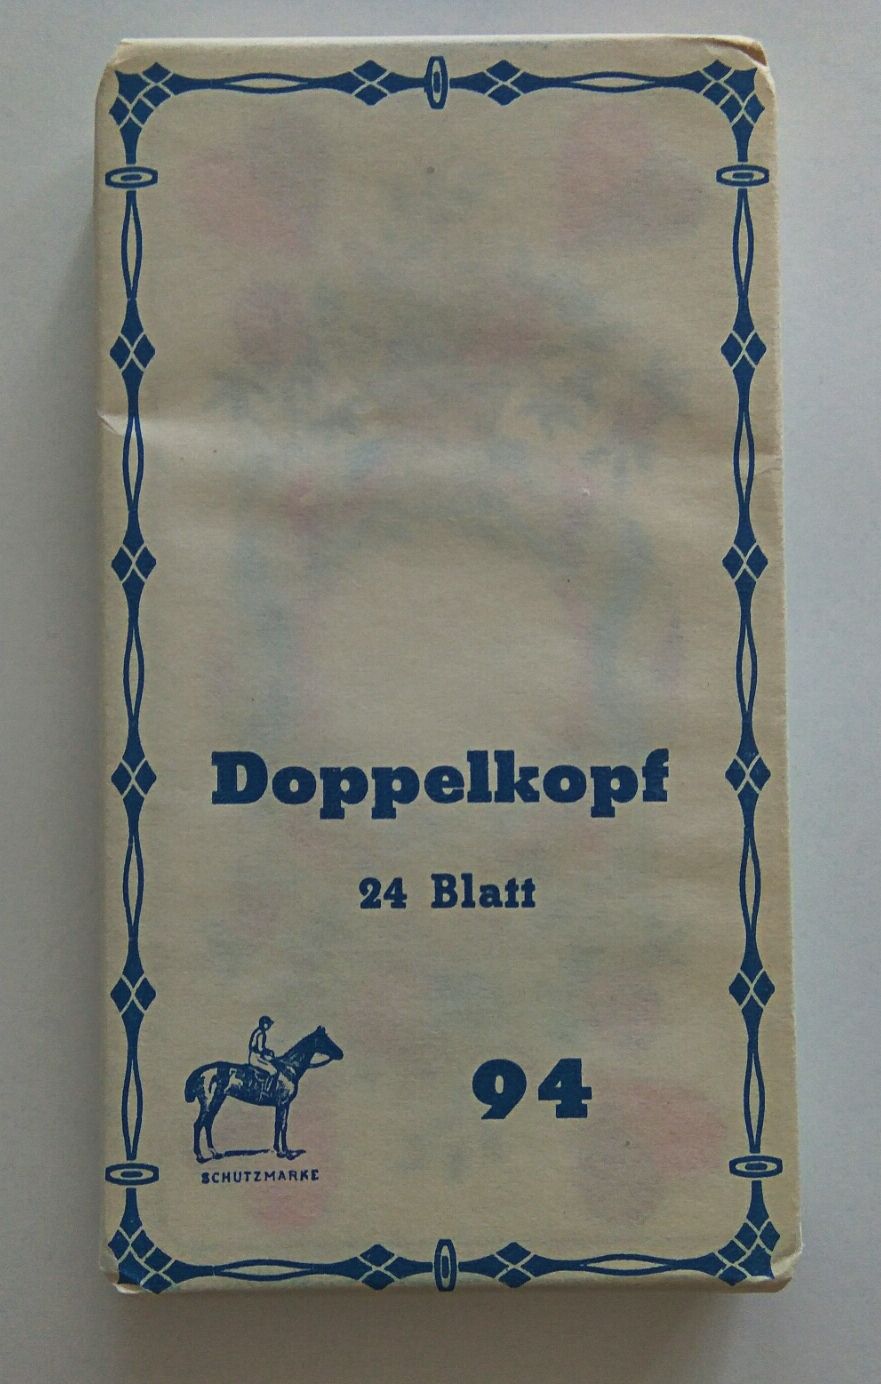 Doppelkopf
24 Blatt
94
SCHUTZMARKE